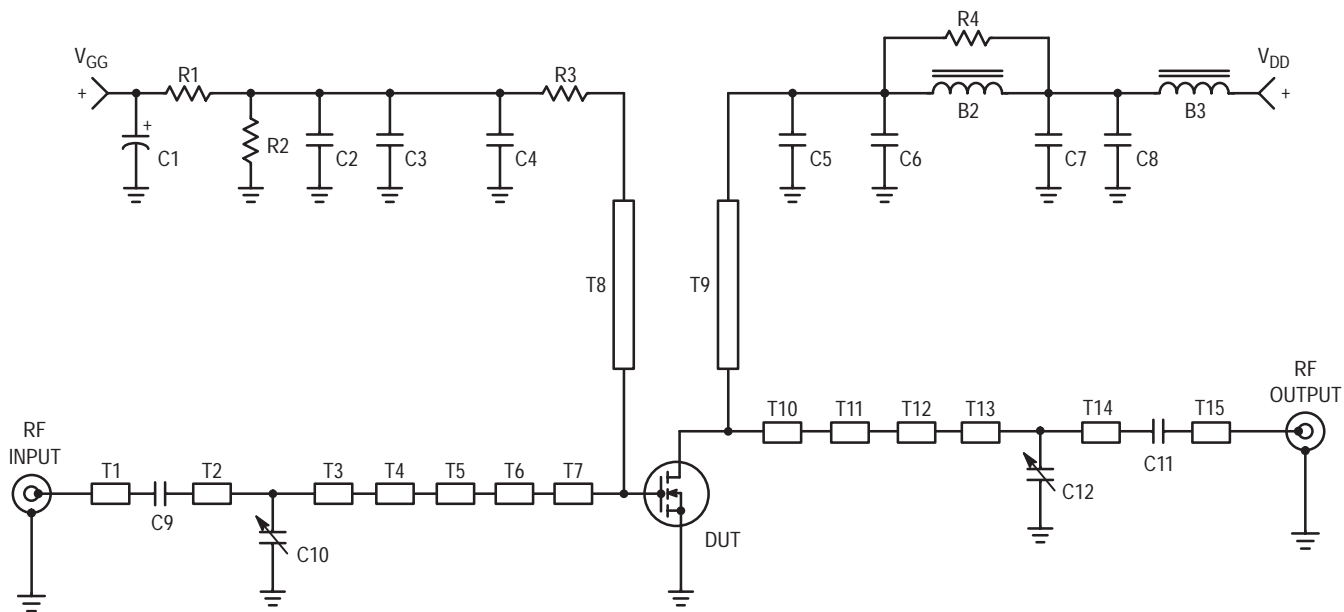 R4
VGG
+
R1
R3
VDD
+
B2
B3
+
C1
R2
C2
C3
C4
C5
C6
C7
C8
T8
T9
RF
OUTPUT
T10
T11
T12
T13
T14
T15
C11
RF
INPUT
T1
T2
T3
T4
T5
T6
T7
C9
C10
C12
DUT